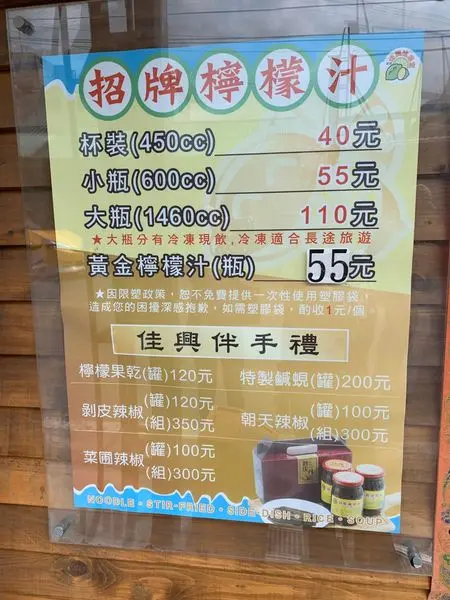 招牌檸檬汁
杯裝(450cc) 40元
小瓶(600cc) 55元
大瓶(1460cc) 110元
★大瓶分有冷凍現飲,冷凍適合長途旅遊
黃金檸檬汁(瓶) 55元
★因限塑政策，恕不免費提供一次性使用塑膠袋，
造成您的困擾深感抱歉，如需塑膠袋，酌收1元/個
佳興伴手禮
檸檬果乾(罐)120元
特製鹹蜆(罐)200元
剝皮辣椒(罐)120元
(組)350元
朝天辣椒(罐)100元
(組)300元
菜圃辣椒(罐)100元
(組)300元
NOODLE・STIR-FRIED・SIDE-DISH・RICE・SOUP